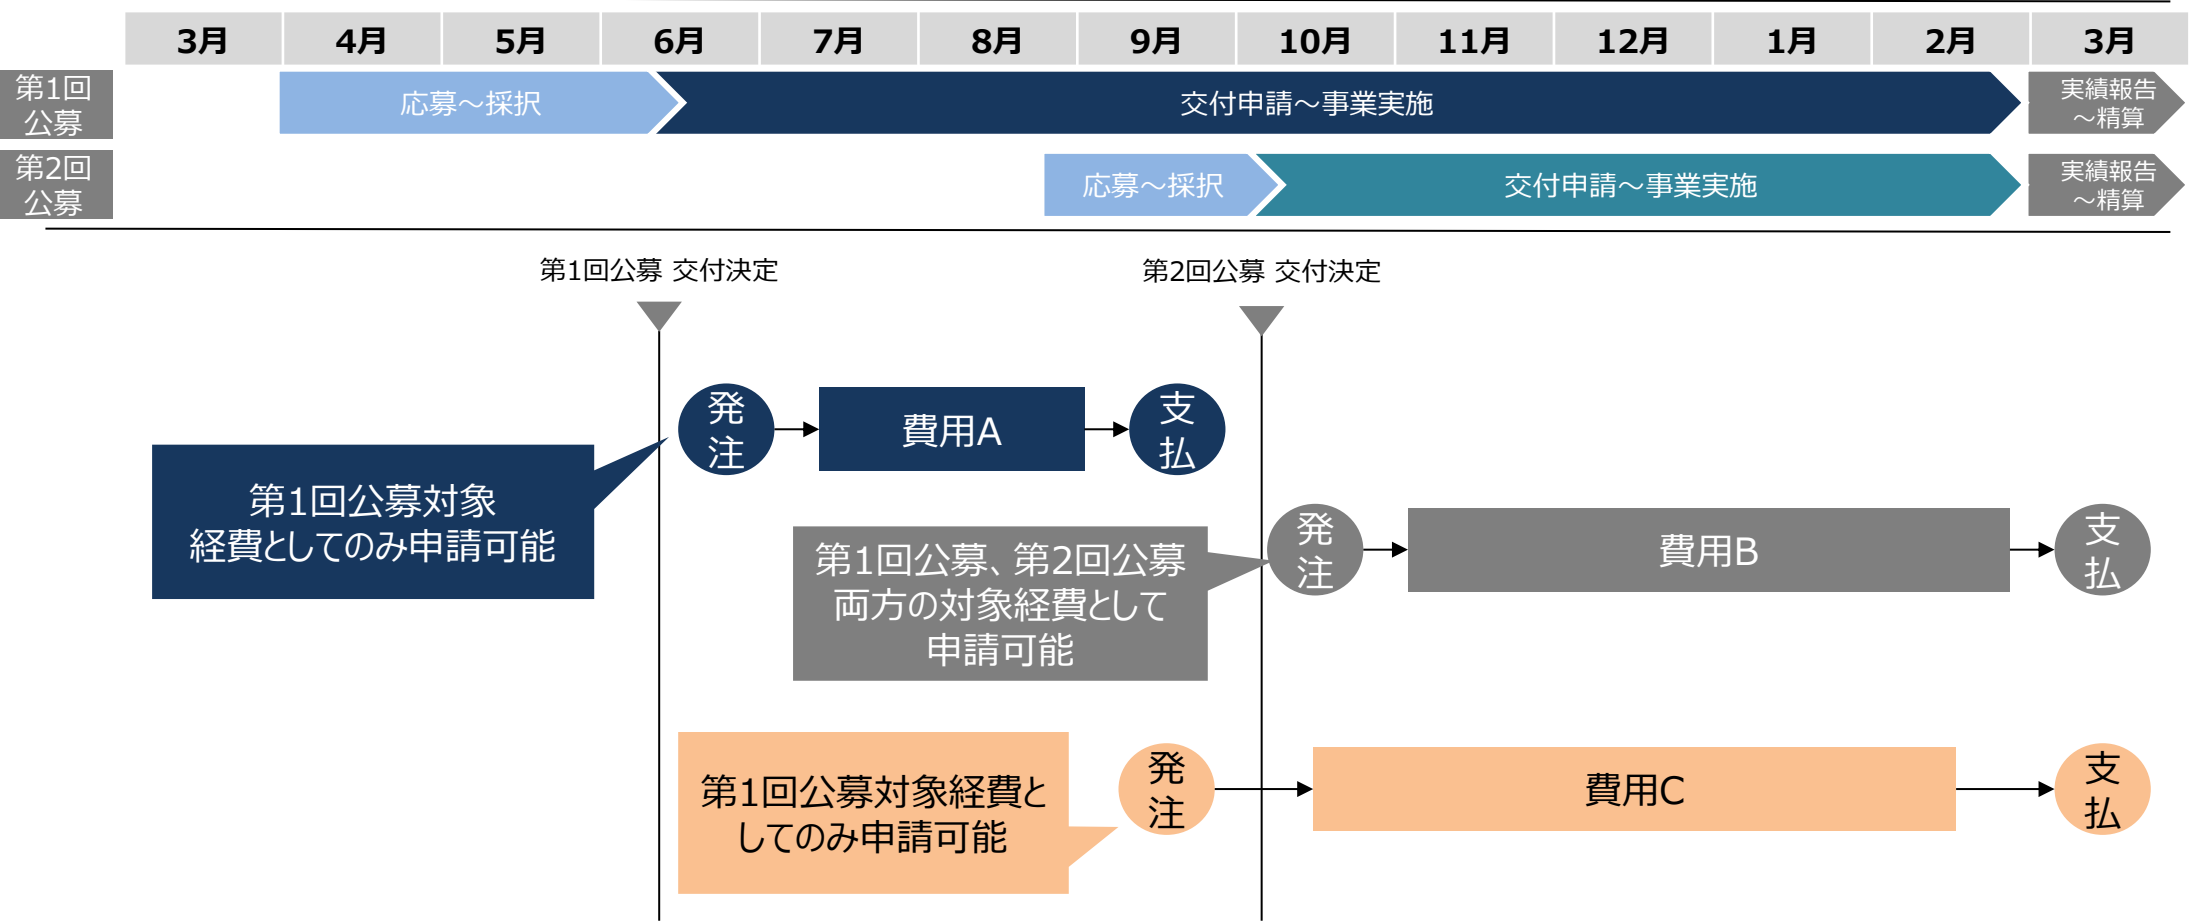 3月 4月 5月 6月 7月 8月 9月 10月 11月 12月 1月 2月 3月
第1回
公募
応募～採択
交付申請～事業実施
実績報告
～精算
第2回
公募
応募～採択
交付申請～事業実施
実績報告
～精算
第1回公募 交付決定
第2回公募 交付決定
発
注
費用A
支
払
第1回公募対象
経費としてのみ申請可能
発
注
費用B
支
払
第1回公募、第2回公募
両方の対象経費として
申請可能
発
注
費用C
支
払
第1回公募対象経費と
してのみ申請可能